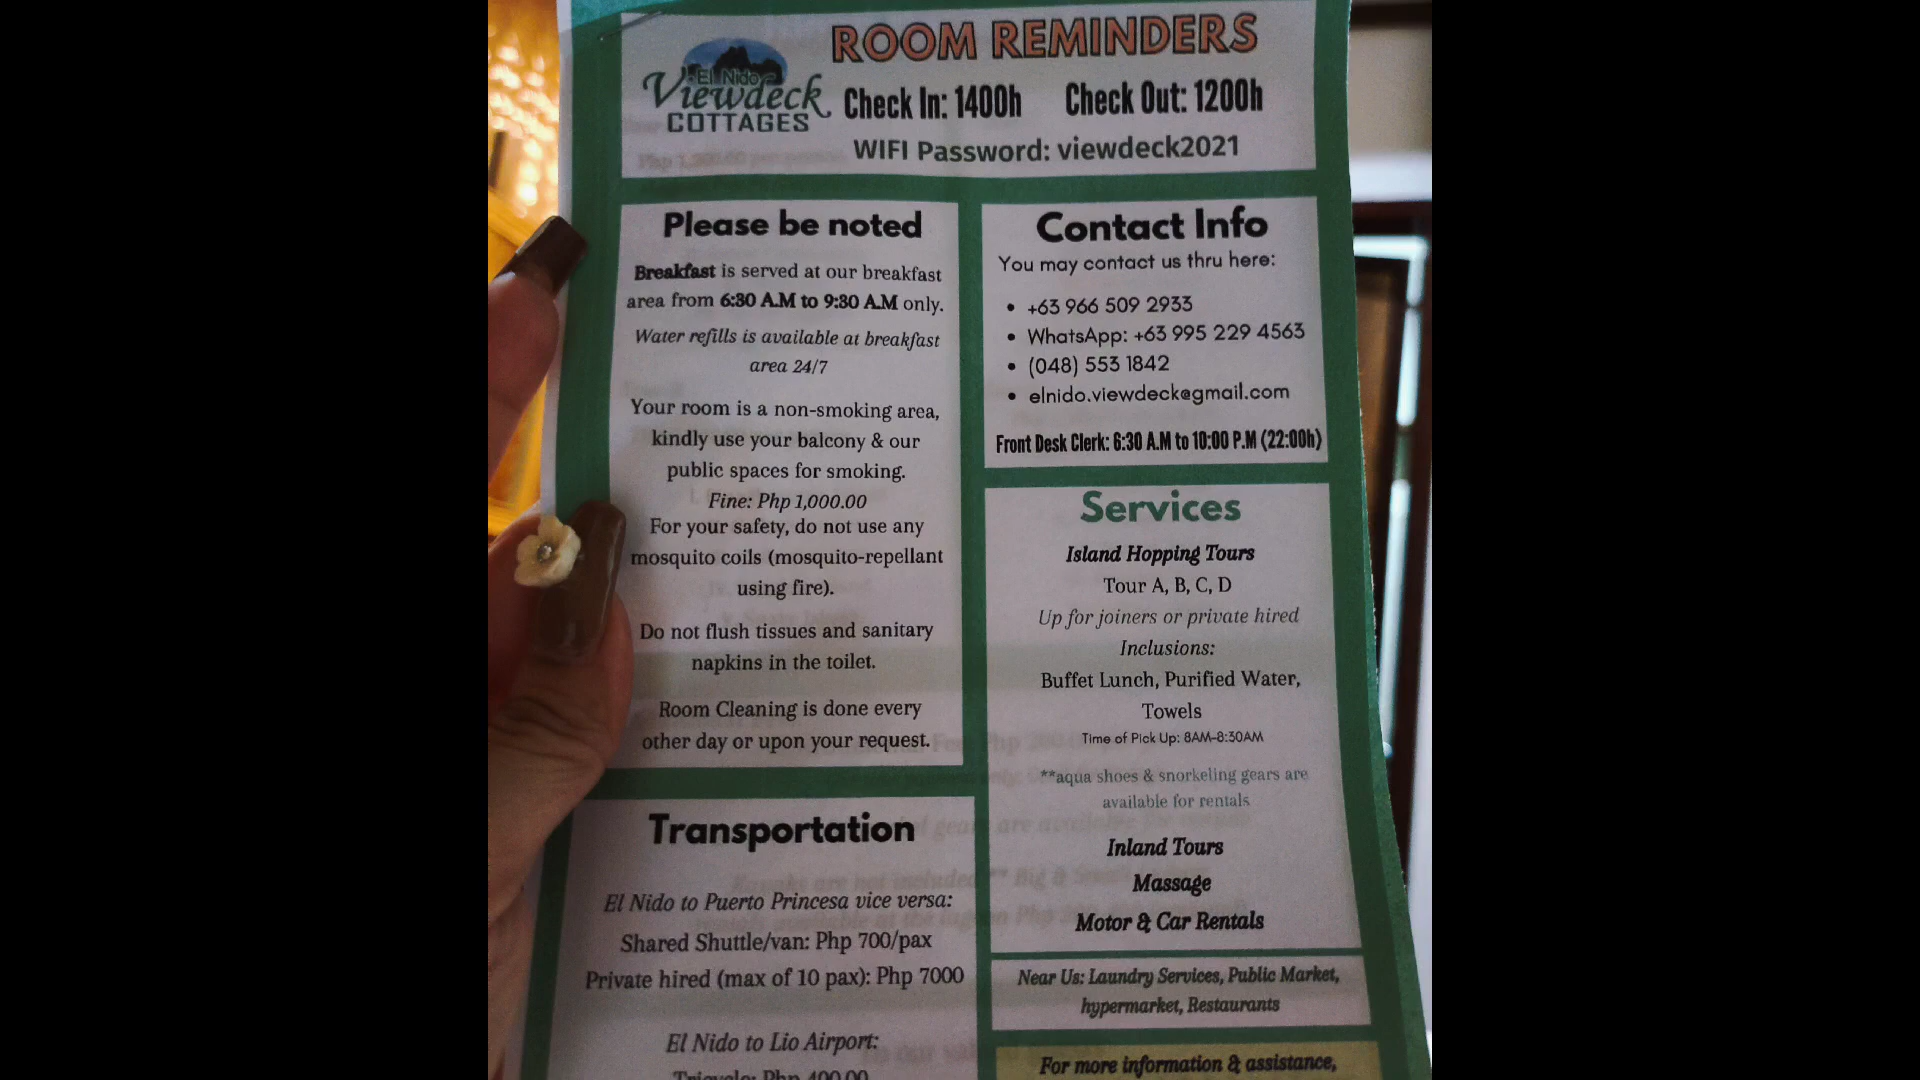 El Nido
Viewdeck
COTTAGES
ROOM REMINDERS
Check In: 1400h Check Out: 1200h
WIFI Password: viewdeck2021
Please be noted
Breakfast is served at our breakfast
area from 6:30 A.M to 9:30 A.M only.
Water refills is available at breakfast
area 24/7
Your room is a non-smoking area,
kindly use your balcony & our
public spaces for smoking.
Fine: Php 1,000.00
For your safety, do not use any
mosquito coils (mosquito-repellant
using fire).
Do not flush tissues and sanitary
napkins in the toilet.
Room Cleaning is done every
other day or upon your request.
Transportation
El Nido to Puerto Princesa vice versa:
Shared Shuttle/van: Php 700/pax
Private hired (max of 10 pax): Php 7000
El Nido to Lio Airport:
Tricycle: Php 400.00
Contact Info
You may contact us thru here:
• +63 966 509 2933
• WhatsApp: +63 995 229 4563
• (048) 553 1842
• elnido.viewdeck@gmail.com
Front Desk Clerk: 6:30 A.M to 10:00 P.M (22:00h)
Services
Island Hopping Tours
Tour A, B, C, D
Up for joiners or private hired
Inclusions:
Buffet Lunch, Purified Water,
Towels
Time of Pick Up: 8AM-8:30AM
**aqua shoes & snorkeling gears are
available for rentals
Inland Tours
Massage
Motor & Car Rentals
Near Us: Laundry Services, Public Market,
hypermarket, Restaurants
For more information & assistance,